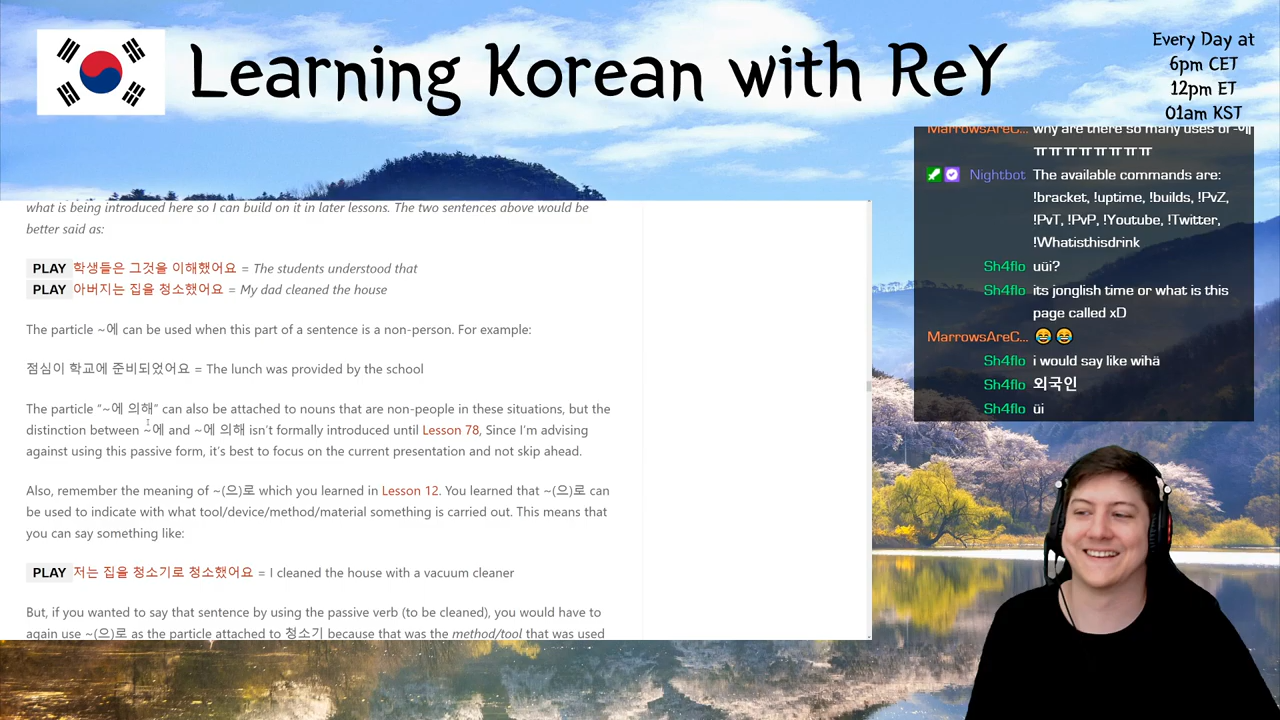 Learning Korean with ReY
Every Day at
6pm CET
12pm ET
01am KST
what is being introduced here so I can build on it in later lessons. The two sentences above would be
better said as:
PLAY 학생들은 그것을 이해했어요 = The students understood that
PLAY 아버지는 집을 청소했어요 = My dad cleaned the house
The particle ~에 can be used when this part of a sentence is a non-person. For example:
점심이 학교에 준비되었어요 = The lunch was provided by the school
The particle “~에 의해” can also be attached to nouns that are non-people in these situations, but the
distinction between ~에 and ~에 의해 isn’t formally introduced until Lesson 78, Since I’m advising
against using this passive form, it’s best to focus on the current presentation and not skip ahead.
Also, remember the meaning of ~(으)로 which you learned in Lesson 12. You learned that ~(으)로 can
be used to indicate with what tool/device/method/material something is carried out. This means that
you can say something like:
PLAY 저는 집을 청소기로 청소했어요 = I cleaned the house with a vacuum cleaner
But, if you wanted to say that sentence by using the passive verb (to be cleaned), you would have to
again use ~(으)로 as the particle attached to 청소기 because that was the method/tool that was used
MarrowsAreC... why are there so many uses of -에
ㅠㅠㅠㅠㅠㅠㅠㅠ
Nightbot The available commands are:
!bracket, !uptime, !builds, !PvZ,
!PvT, !PvP, !Youtube, !Twitter,
!Whatisthisdrink
Sh4flo uüi?
Sh4flo its jonglish time or what is this
page called xD
MarrowsAreC... 😂 😂
Sh4flo i would say like wihä
Sh4flo 외국인
Sh4flo üi